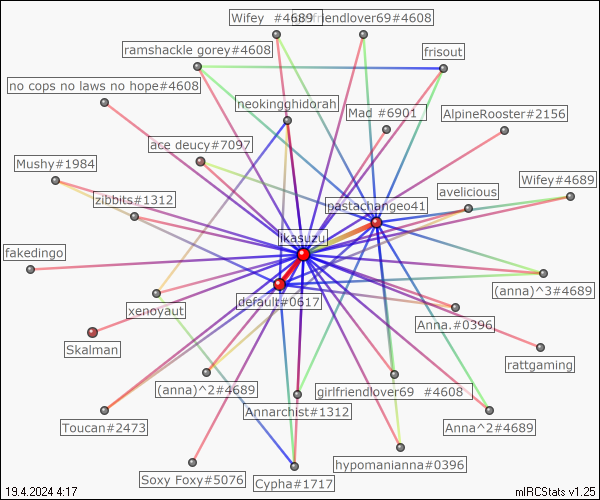 Wifey #4689
friendlover69#4608
ramshackle gorey#4608
frisout
no cops no laws no hope#4608
neokingghidorah
Mad #6901
AlpineRooster#2156
ace deucy#7097
Mushy#1984
zibbits#1312
avelicious
Wifey#4689
pastachangeo41
ikasuzu
fakedingo
(anna)^3#4689
default#0617
xenoyaut
Anna.#0396
Skalman
rattgaming
(anna)^2#4689
girlfriendlover69 #4608
Annarchist#1312
Toucan#2473
Anna^2#4689
hypomanianna#0396
Soxy Foxy#5076
Cypha#1717
19.4.2024 4:17
mIRCStats v1.25